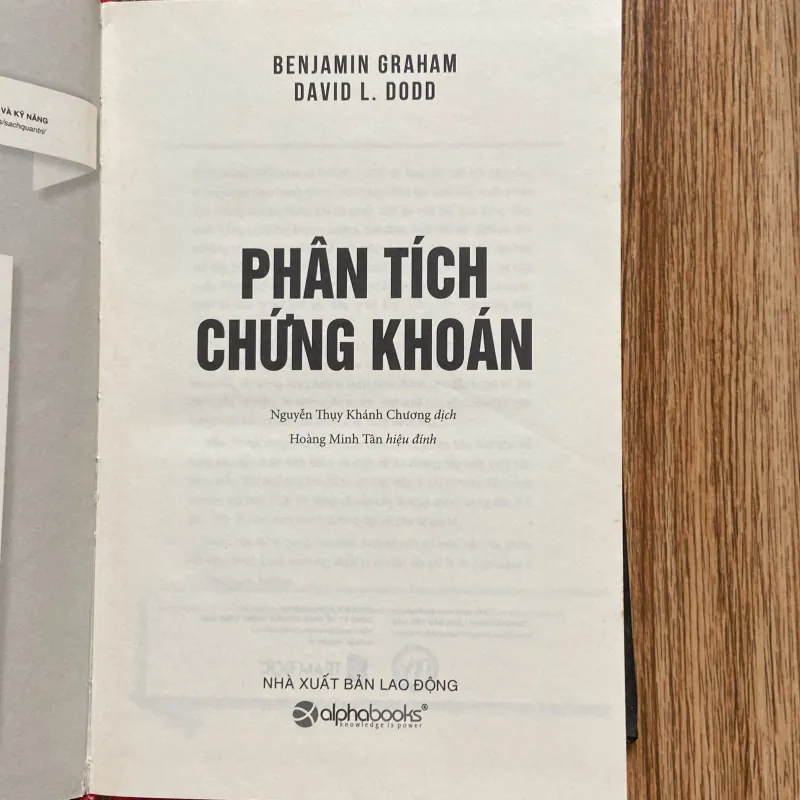 VÀ KỸ NĂNG
/sachquantri/
BENJAMIN GRAHAM
DAVID L. DODD
PHÂN TÍCH
CHỨNG KHOÁN
Nguyễn Thụy Khánh Chương dịch
Hoàng Minh Tân hiệu đính
NHÀ XUẤT BẢN LAO ĐỘNG
alphabooks®
knowledge is power